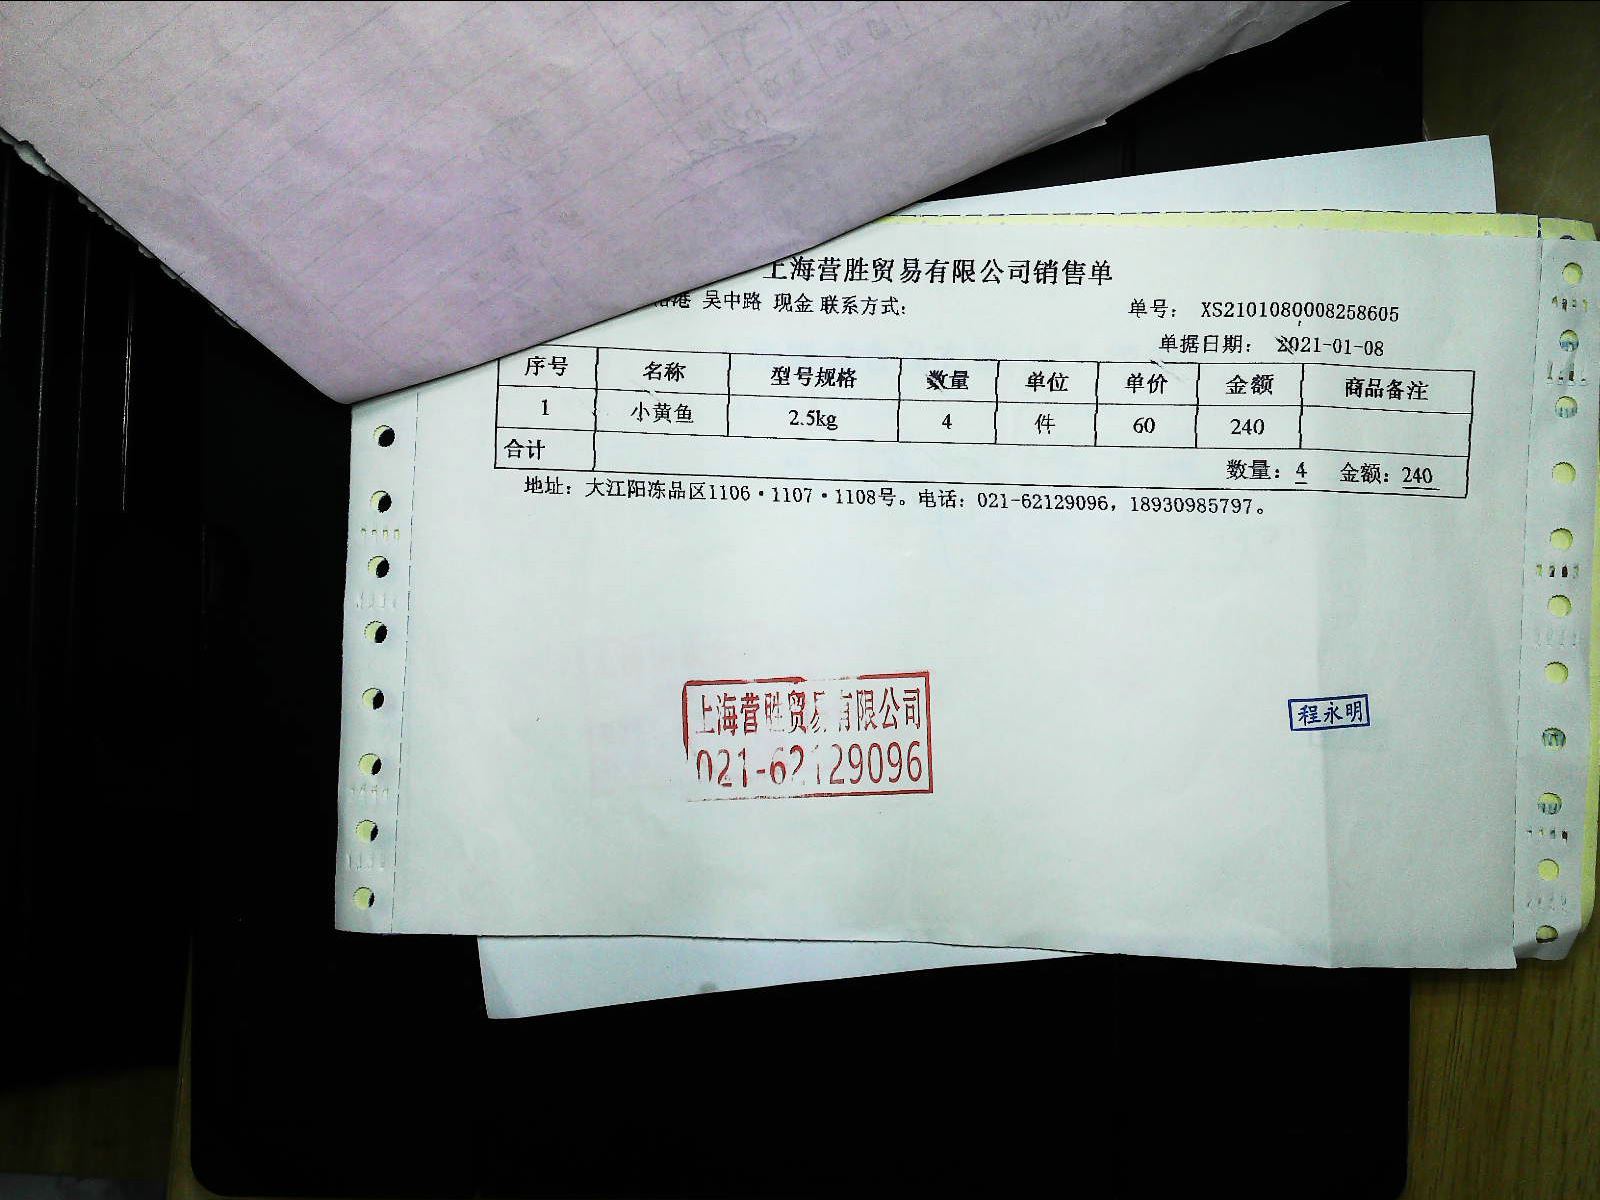 上海营胜贸易有限公司销售单
港 吴中路 现金 联系方式: 单号: XS2101080008258605
单据日期: 2021-01-08
序号 名称 型号规格 数量 单位 单价 金额 商品备注
1 小黄鱼 2.5kg 4 件 60 240
合计 数量: 4 金额: 240
地址: 大江阳冻品区1106·1107·1108号。电话: 021-62129096, 18930985797。
上海营胜贸易有限公司
021-62129096
程永明